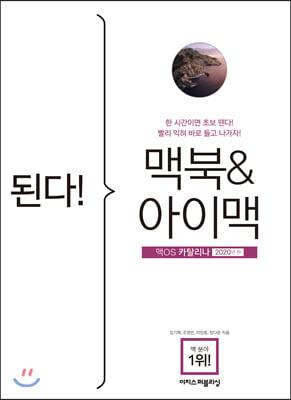 한 시간이면 초보 뗀다!
빨리 익혀 바로 들고 나가자!
된다!
맥북&
아이맥
맥OS 카탈리나 2020년 판
맥 분야
1위!
이지스 퍼블리싱